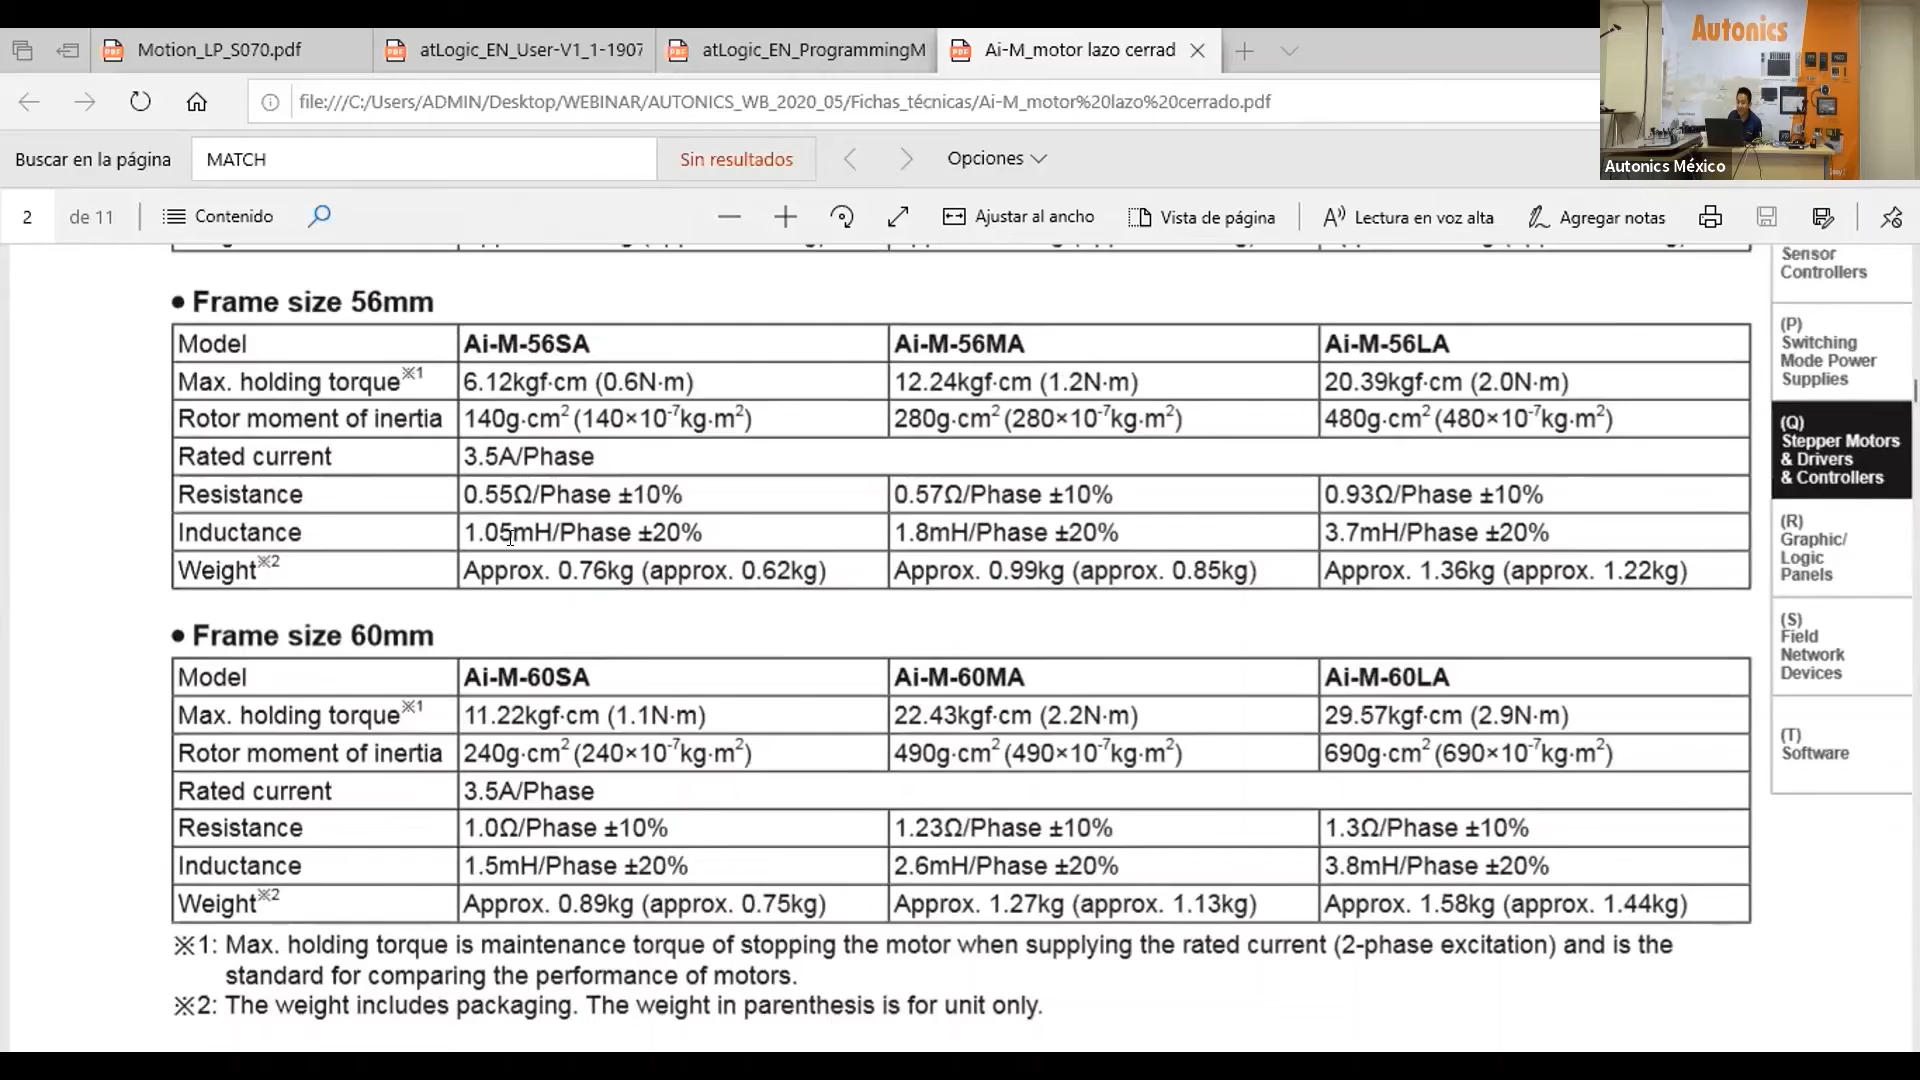 Motion_LP_S070.pdf
atLogic_EN_User-V1_1-1907
atLogic_EN_ProgrammingM
Ai-M_motor lazo cerrad
file:///C:/Users/ADMIN/Desktop/WEBINAR/AUTONICS_WB_2020_05/Fichas_técnicas/Ai-M_motor%20lazo%20cerrado.pdf
Autonics
Autonics México
Buscar en la página MATCH Sin resultados Opciones
2 de 11 Contenido Ajustar al ancho Vista de página Lectura en voz alta Agregar notas
• Frame size 56mm
Model Ai-M-56SA Ai-M-56MA Ai-M-56LA
Max. holding torque※1 6.12kgf·cm (0.6N·m) 12.24kgf·cm (1.2N·m) 20.39kgf·cm (2.0N·m)
Rotor moment of inertia 140g·cm² (140×10⁻⁷kg·m²) 280g·cm² (280×10⁻⁷kg·m²) 480g·cm² (480×10⁻⁷kg·m²)
Rated current 3.5A/Phase
Resistance 0.55Ω/Phase ±10% 0.57Ω/Phase ±10% 0.93Ω/Phase ±10%
Inductance 1.05mH/Phase ±20% 1.8mH/Phase ±20% 3.7mH/Phase ±20%
Weight※2 Approx. 0.76kg (approx. 0.62kg) Approx. 0.99kg (approx. 0.85kg) Approx. 1.36kg (approx. 1.22kg)
• Frame size 60mm
Model Ai-M-60SA Ai-M-60MA Ai-M-60LA
Max. holding torque※1 11.22kgf·cm (1.1N·m) 22.43kgf·cm (2.2N·m) 29.57kgf·cm (2.9N·m)
Rotor moment of inertia 240g·cm² (240×10⁻⁷kg·m²) 490g·cm² (490×10⁻⁷kg·m²) 690g·cm² (690×10⁻⁷kg·m²)
Rated current 3.5A/Phase
Resistance 1.0Ω/Phase ±10% 1.23Ω/Phase ±10% 1.3Ω/Phase ±10%
Inductance 1.5mH/Phase ±20% 2.6mH/Phase ±20% 3.8mH/Phase ±20%
Weight※2 Approx. 0.89kg (approx. 0.75kg) Approx. 1.27kg (approx. 1.13kg) Approx. 1.58kg (approx. 1.44kg)
※1: Max. holding torque is maintenance torque of stopping the motor when supplying the rated current (2-phase excitation) and is the
standard for comparing the performance of motors.
※2: The weight includes packaging. The weight in parenthesis is for unit only.
Sensor
Controllers
(P)
Switching
Mode Power
Supplies
(Q)
Stepper Motors
& Drivers
& Controllers
(R)
Graphic/
Logic
Panels
(S)
Field
Network
Devices
(T)
Software